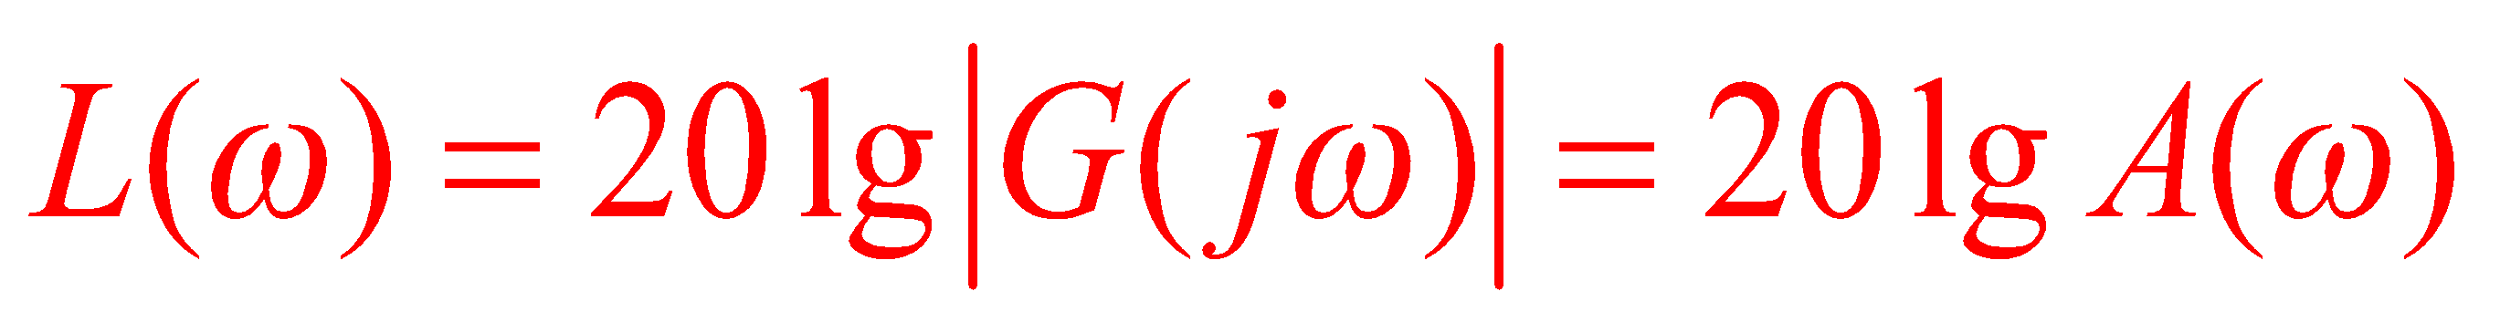 L(ω) = 20lg|G(jω)| = 20lg A(ω)